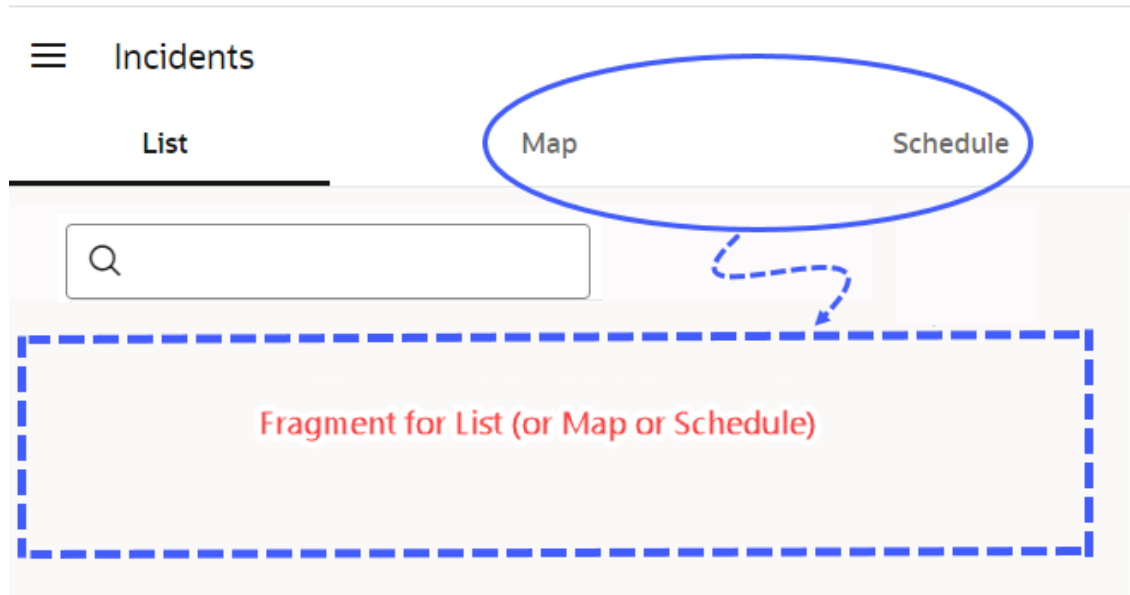 Incidents
List Map Schedule
Fragment for List (or Map or Schedule)